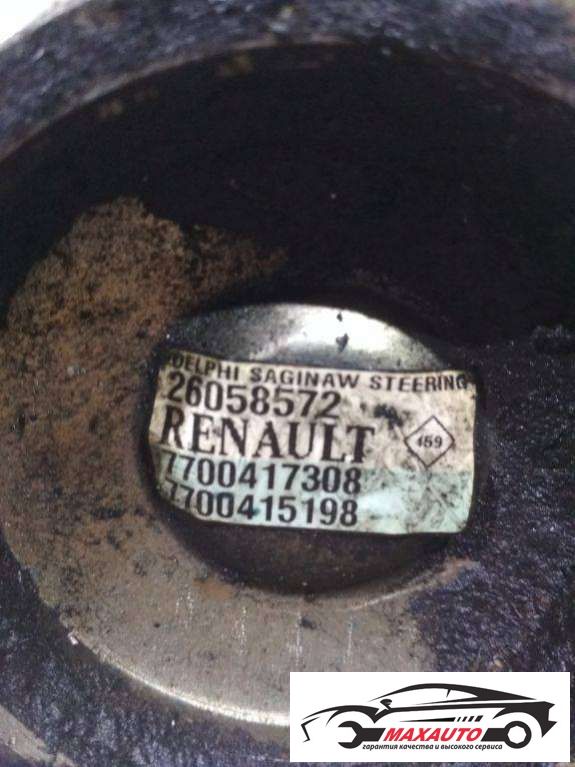 DELPHI SAGINAW STEERING
26058572
RENAULT
459
7700417308
7700415198
MAXAUTO
гарантия качества и высокого сервиса